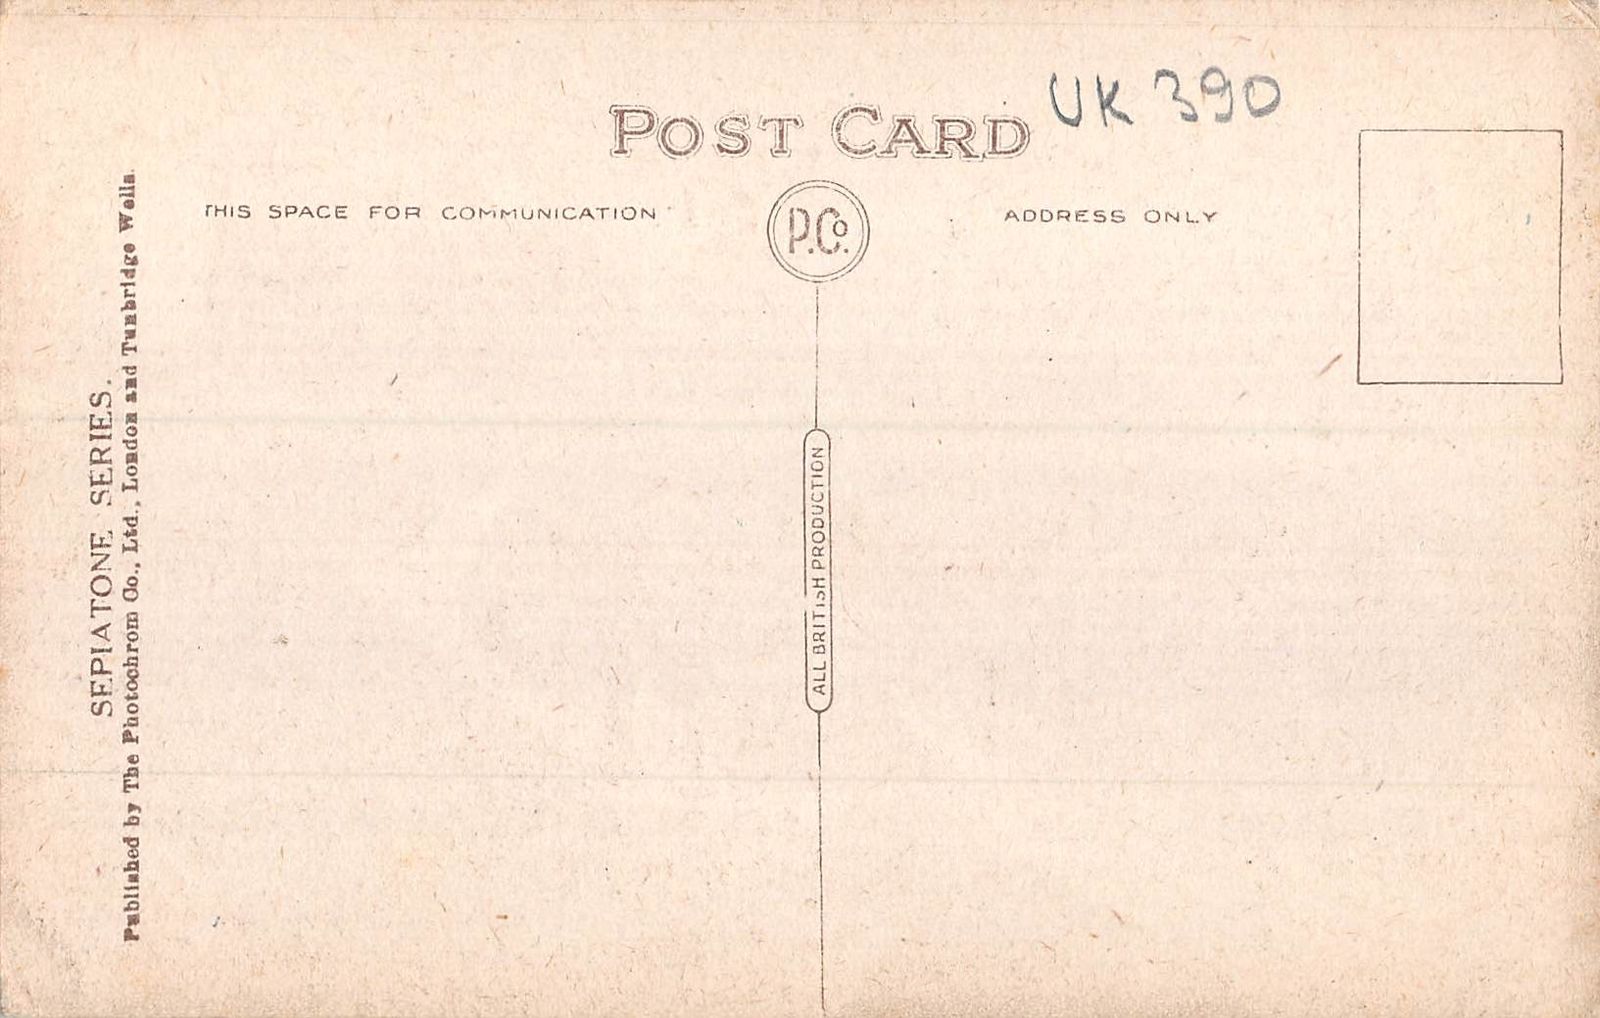 UK 390
POST CARD
THIS SPACE FOR COMMUNICATION
P.Co.
ADDRESS ONLY
ALL BRITISH PRODUCTION
SEPIATONE SERIES.
Published by The Photochrom Co., Ltd., London and Tunbridge Wells.